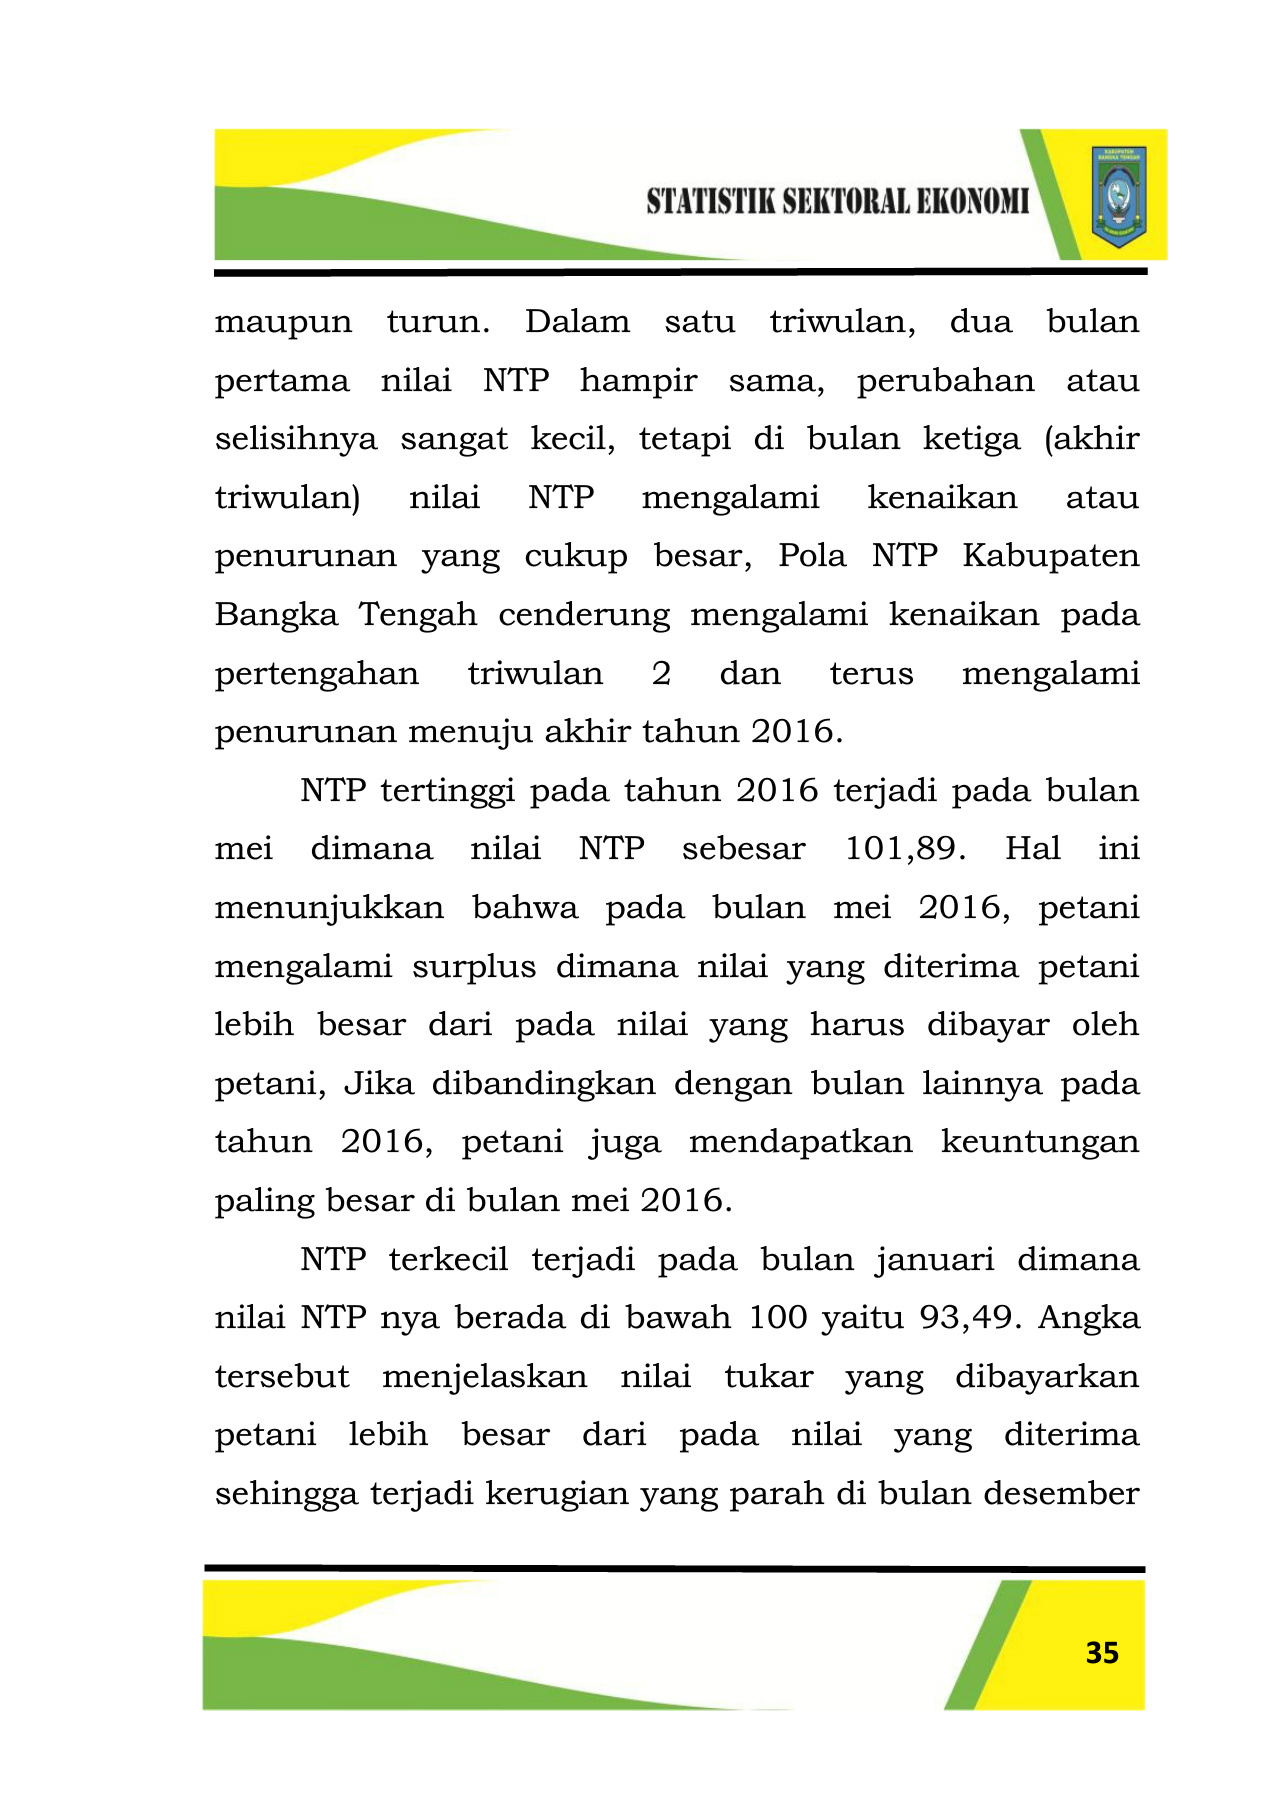 KABUPATEN
BANGKA TENGAH
STATISTIK SEKTORAL EKONOMI
maupun turun. Dalam satu triwulan, dua bulan
pertama nilai NTP hampir sama, perubahan atau
selisihnya sangat kecil, tetapi di bulan ketiga (akhir
triwulan) nilai NTP mengalami kenaikan atau
penurunan yang cukup besar, Pola NTP Kabupaten
Bangka Tengah cenderung mengalami kenaikan pada
pertengahan triwulan 2 dan terus mengalami
penurunan menuju akhir tahun 2016.
NTP tertinggi pada tahun 2016 terjadi pada bulan
mei dimana nilai NTP sebesar 101,89. Hal ini
menunjukkan bahwa pada bulan mei 2016, petani
mengalami surplus dimana nilai yang diterima petani
lebih besar dari pada nilai yang harus dibayar oleh
petani, Jika dibandingkan dengan bulan lainnya pada
tahun 2016, petani juga mendapatkan keuntungan
paling besar di bulan mei 2016.
NTP terkecil terjadi pada bulan januari dimana
nilai NTP nya berada di bawah 100 yaitu 93,49. Angka
tersebut menjelaskan nilai tukar yang dibayarkan
petani lebih besar dari pada nilai yang diterima
sehingga terjadi kerugian yang parah di bulan desember
35